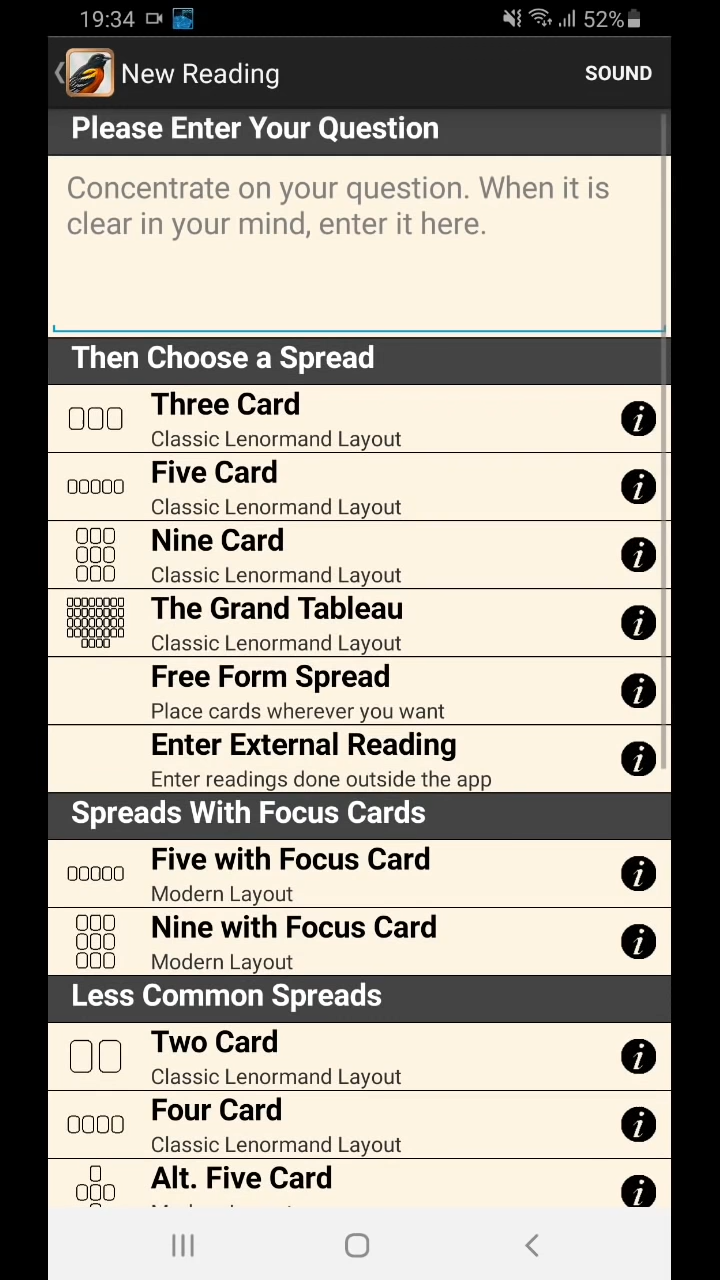 19:34
52%
New Reading
SOUND
Please Enter Your Question
Concentrate on your question. When it is
clear in your mind, enter it here.
Then Choose a Spread
Three Card
Classic Lenormand Layout
Five Card
Classic Lenormand Layout
Nine Card
Classic Lenormand Layout
The Grand Tableau
Classic Lenormand Layout
Free Form Spread
Place cards wherever you want
Enter External Reading
Enter readings done outside the app
Spreads With Focus Cards
Five with Focus Card
Modern Layout
Nine with Focus Card
Modern Layout
Less Common Spreads
Two Card
Classic Lenormand Layout
Four Card
Classic Lenormand Layout
Alt. Five Card